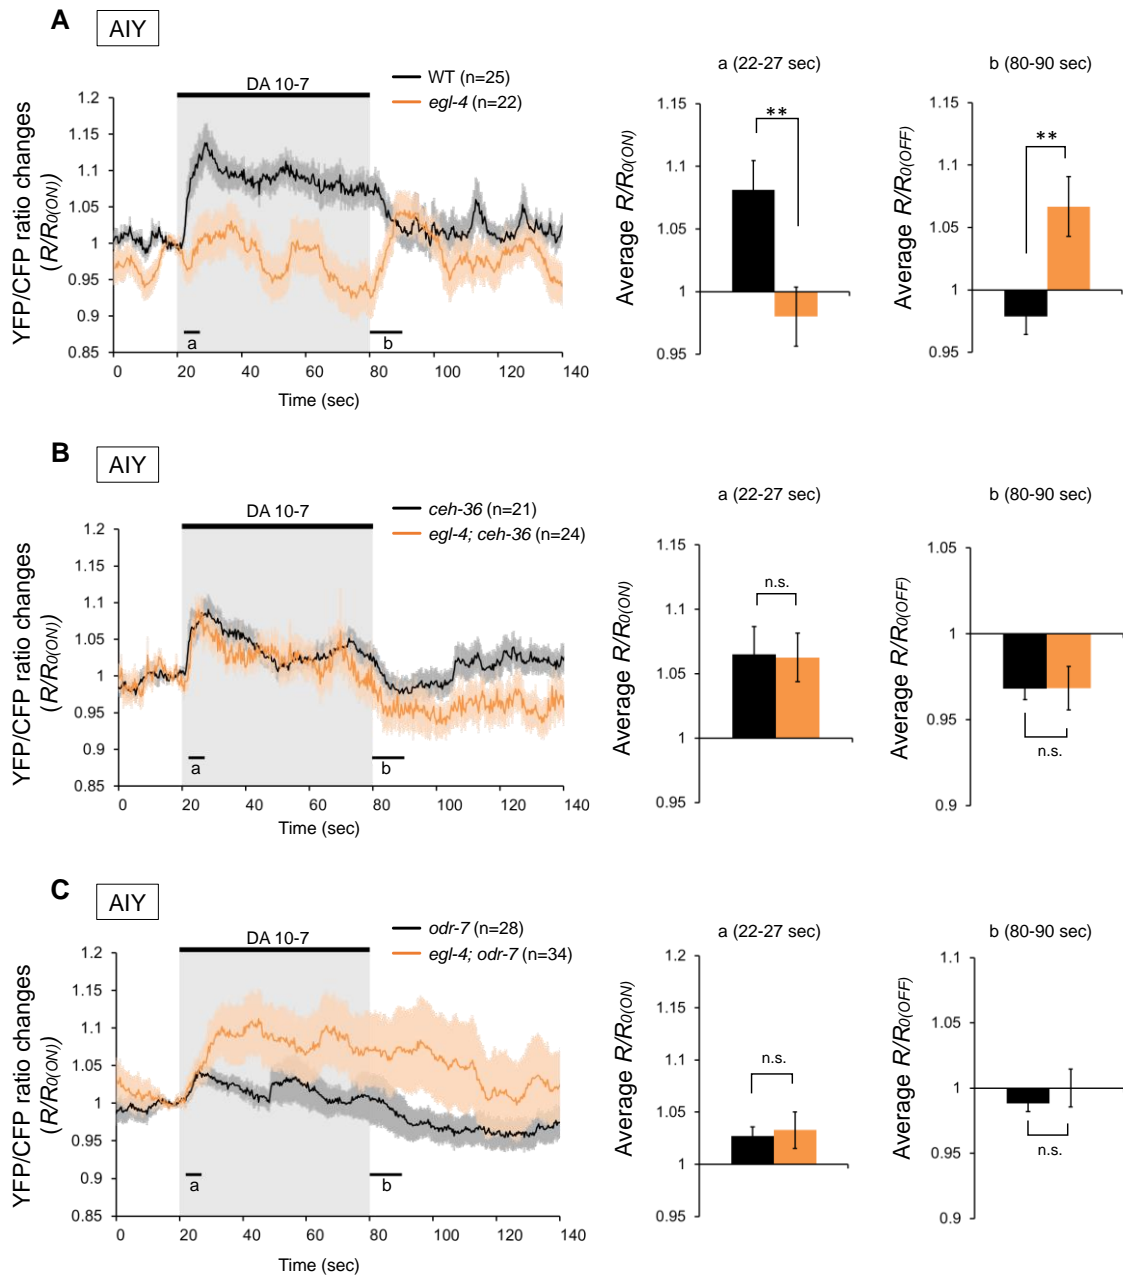 A
AIY
DA 10-7
WT (n=25)
egl-4 (n=22)
YFP/CFP ratio changes
(R/R0(ON))
1.2
1.15
1.1
1.05
1
0.95
0.9
0.85
a
b
0 20 40 60 80 100 120 140
Time (sec)
a (22-27 sec)
Average R/R0(ON)
1.15
1.1
1.05
1
0.95
**
b (80-90 sec)
Average R/R0(OFF)
1.15
1.1
1.05
1
0.95
**
B
AIY
DA 10-7
ceh-36 (n=21)
egl-4; ceh-36 (n=24)
YFP/CFP ratio changes
(R/R0(ON))
1.2
1.15
1.1
1.05
1
0.95
0.9
0.85
a
b
0 20 40 60 80 100 120 140
Time (sec)
a (22-27 sec)
Average R/R0(ON)
1.15
1.1
1.05
1
0.95
n.s.
b (80-90 sec)
Average R/R0(OFF)
1.05
1
0.95
0.9
n.s.
C
AIY
DA 10-7
odr-7 (n=28)
egl-4; odr-7 (n=34)
YFP/CFP ratio changes
(R/R0(ON))
1.2
1.15
1.1
1.05
1
0.95
0.9
0.85
a
b
0 20 40 60 80 100 120 140
Time (sec)
a (22-27 sec)
Average R/R0(ON)
1.2
1.15
1.1
1.05
1
0.95
n.s.
b (80-90 sec)
Average R/R0(OFF)
1.1
1.05
1
0.95
0.9
n.s.